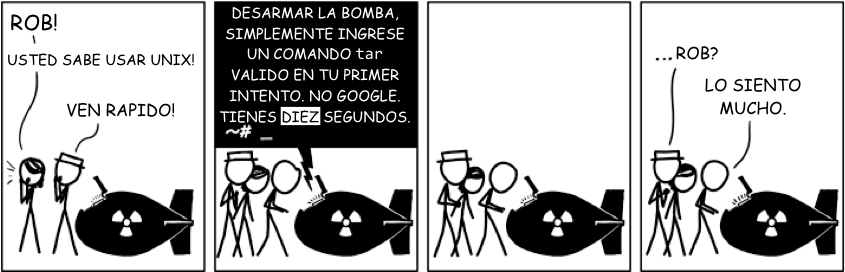 ROB!
USTED SABE USAR UNIX!
VEN RAPIDO!
DESARMAR LA BOMBA,
SIMPLEMENTE INGRESE
UN COMANDO tar
VALIDO EN TU PRIMER
INTENTO. NO GOOGLE.
TIENES DIEZ SEGUNDOS.
~# _
...ROB?
LO SIENTO
MUCHO.